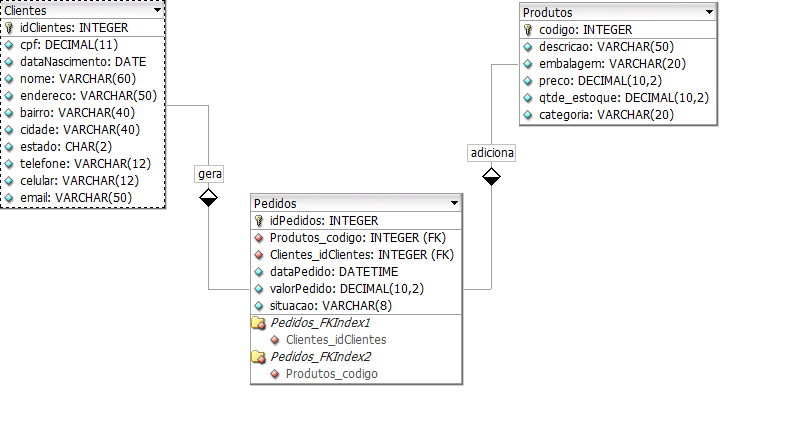 Clientes
idClientes: INTEGER
cpf: DECIMAL(11)
dataNascimento: DATE
nome: VARCHAR(60)
endereco: VARCHAR(50)
bairro: VARCHAR(40)
cidade: VARCHAR(40)
estado: CHAR(2)
telefone: VARCHAR(12)
celular: VARCHAR(12)
email: VARCHAR(50)
gera
Pedidos
idPedidos: INTEGER
Produtos_codigo: INTEGER (FK)
Clientes_idClientes: INTEGER (FK)
dataPedido: DATETIME
valorPedido: DECIMAL(10,2)
situacao: VARCHAR(8)
Pedidos_FKIndex1
Clientes_idClientes
Pedidos_FKIndex2
Produtos_codigo
adiciona
Produtos
codigo: INTEGER
descricao: VARCHAR(50)
embalagem: VARCHAR(20)
preco: DECIMAL(10,2)
qtde_estoque: DECIMAL(10,2)
categoria: VARCHAR(20)